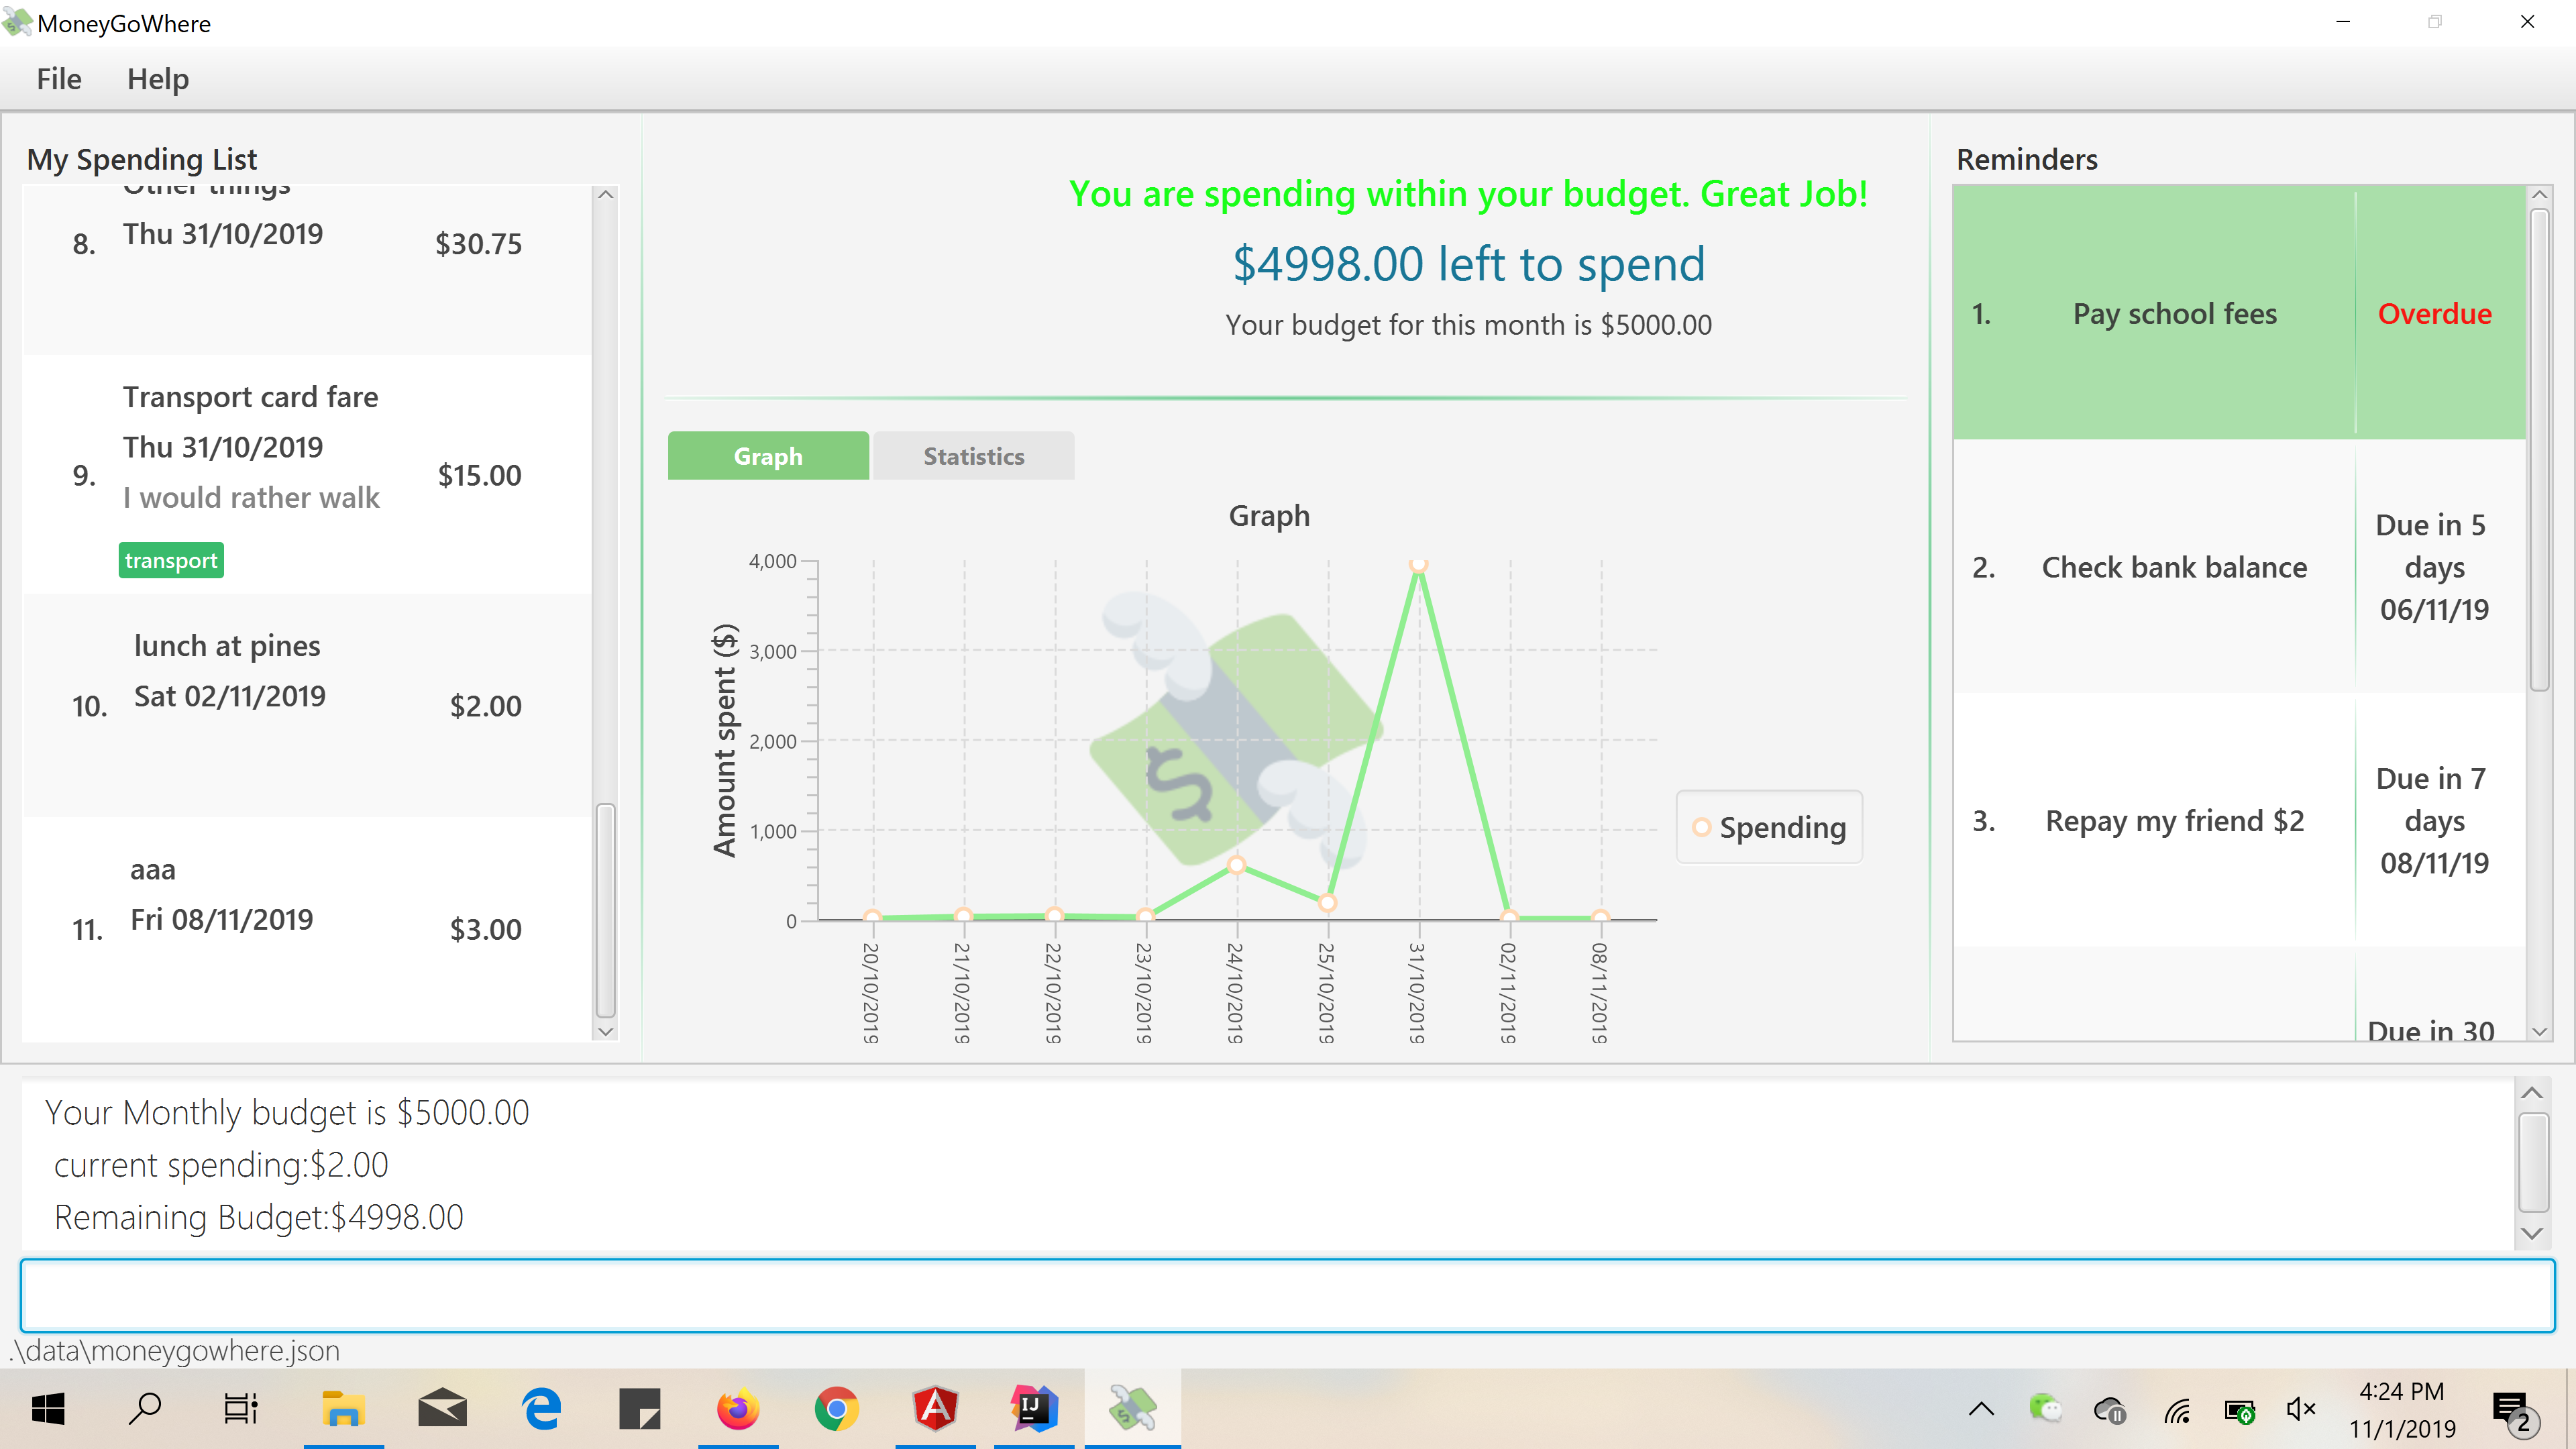 MoneyGoWhere
File Help
My Spending List
Other things
8. Thu 31/10/2019 $30.75
Transport card fare
Thu 31/10/2019
9. $15.00
I would rather walk
transport
lunch at pines
10. Sat 02/11/2019 $2.00
aaa
11. Fri 08/11/2019 $3.00
You are spending within your budget. Great Job!
$4998.00 left to spend
Your budget for this month is $5000.00
Graph Statistics
Graph
Amount spent ($)
4,000
3,000
2,000
1,000
0
20/10/2019
21/10/2019
22/10/2019
23/10/2019
24/10/2019
25/10/2019
31/10/2019
02/11/2019
08/11/2019
Spending
Reminders
1. Pay school fees Overdue
2. Check bank balance Due in 5
days
06/11/19
3. Repay my friend $2 Due in 7
days
08/11/19
Due in 30
Your Monthly budget is $5000.00
current spending:$2.00
Remaining Budget:$4998.00
.\data\moneygowhere.json
4:24 PM
11/1/2019
2